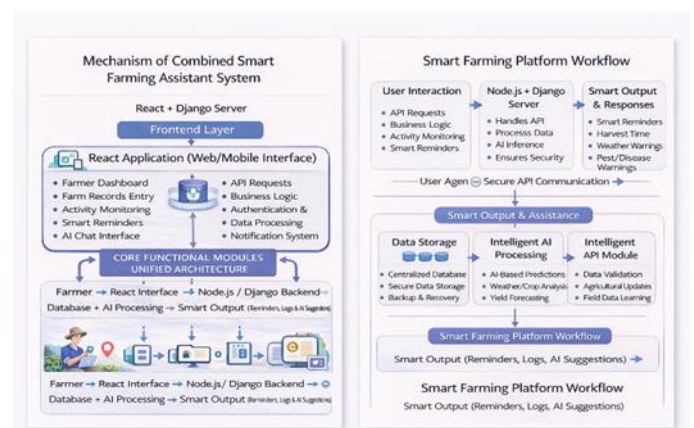 Mechanism of Combined Smart
Farming Assistant System
React + Django Server
Frontend Layer
React Application (Web/Mobile Interface)
• Farmer Dashboard
• Farm Records Entry
• Activity Monitoring
• Smart Reminders
• AI Chat Interface
• API Requests
• Business Logic
• Authentication &
• Data Processing
• Notification System
CORE FUNCTIONAL MODULES
UNIFIED ARCHITECTURE
Farmer → React Interface → Node.js / Django Backend →
Database + AI Processing → Smart Output (Reminders, Logs & AI Suggestions)
Farmer → React Interface → Node.js/ Django Backend →
Database + AI Processing → Smart Output (Reminders, Logs & AI Suggestions)
Smart Farming Platform Workflow
User Interaction
• API Requests
• Business Logic
• Activity Monitoring
• Smart Reminders
Node.js + Django
Server
• Handles API
• Processs Data
• AI Inference
• Ensures Security
Smart Output
& Responses
• Smart Reminders
• Harvest Time
• Weather Warnings
• Pest/Disease
Warnings
User Agen Secure API Communication →
Smart Output & Assistance
Data Storage
• Centralized Database
• Secure Data Storage
• Backup & Recovery
Intelligent AI
Processing
• AI-Based Predictions
• Weather/Crop Analysis
• Yield Forecasting
Intelligent
API Module
• Data Validation
• Agricultural Updates
• Field Data Learning
Smart Farming Platform Workflow
Smart Output (Reminders, Logs, AI Suggestions) →
Smart Farming Platform Workflow
Smart Output (Reminders, Logs, AI Suggestions)